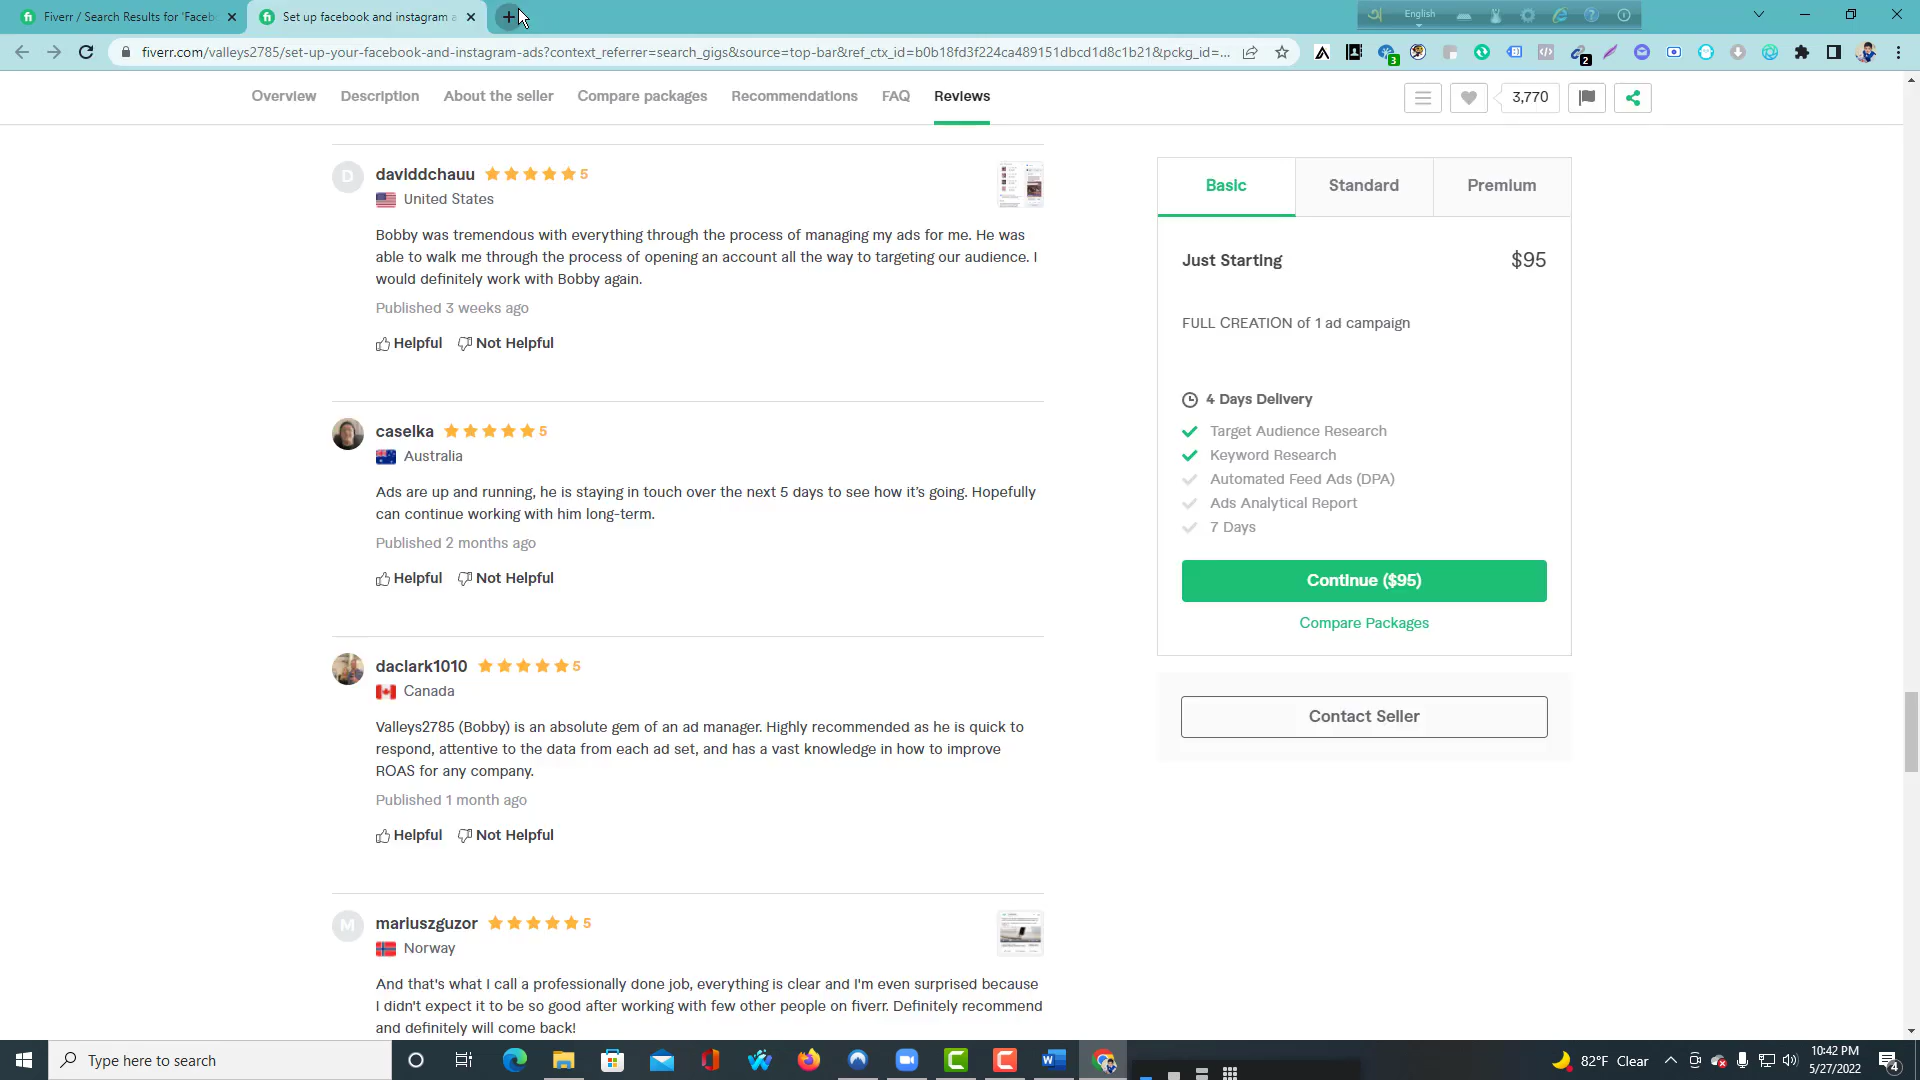 Fiverr / Search Results for 'Faceb
Set up facebook and instagram a
English
fiverr.com/valleys2785/set-up-your-facebook-and-instagram-ads?context_referrer=search_gigs&source=top-bar&ref_ctx_id=b0b18fd3f224ca489151dbcd1d8c1b21&pckg_id=...
3
2
Overview
Description
About the seller
Compare packages
Recommendations
FAQ
Reviews
3,770
D
daviddchauu
5
United States
Bobby was tremendous with everything through the process of managing my ads for me. He was
able to walk me through the process of opening an account all the way to targeting our audience. I
would definitely work with Bobby again.
Published 3 weeks ago
Helpful
Not Helpful
caselka
5
Australia
Ads are up and running, he is staying in touch over the next 5 days to see how it's going. Hopefully
can continue working with him long-term.
Published 2 months ago
Helpful
Not Helpful
daclark1010
5
Canada
Valleys2785 (Bobby) is an absolute gem of an ad manager. Highly recommended as he is quick to
respond, attentive to the data from each ad set, and has a vast knowledge in how to improve
ROAS for any company.
Published 1 month ago
Helpful
Not Helpful
M
mariuszguzor
5
Norway
And that's what I call a professionally done job, everything is clear and I'm even surprised because
I didn't expect it to be so good after working with few other people on fiverr. Definitely recommend
and definitely will come back!
Basic
Standard
Premium
Just Starting
$95
FULL CREATION of 1 ad campaign
4 Days Delivery
Target Audience Research
Keyword Research
Automated Feed Ads (DPA)
Ads Analytical Report
7 Days
Continue ($95)
Compare Packages
Contact Seller
Type here to search
82°F Clear
10:42 PM
5/27/2022
4